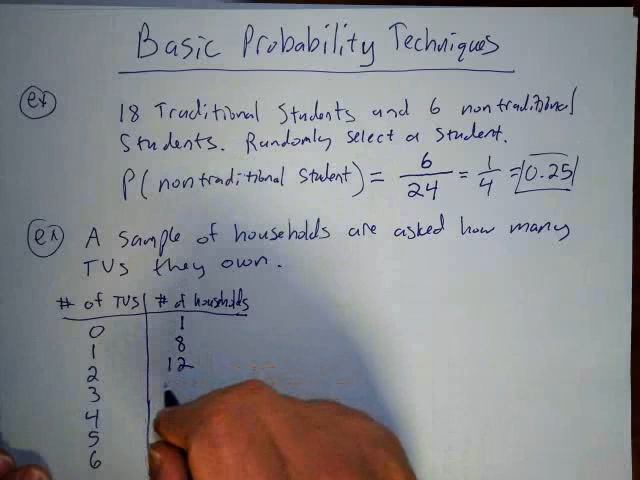 Basic Probability Techniques
ex
18 Traditional Students and 6 nontraditional
Students. Randomly select a student.
P(nontraditional student) = 6/24 = 1/4 = 0.25
ex A sample of households are asked how many
TVs they own.
# of TVs | # of households
0 1
1 8
2 12
3
4
5
6